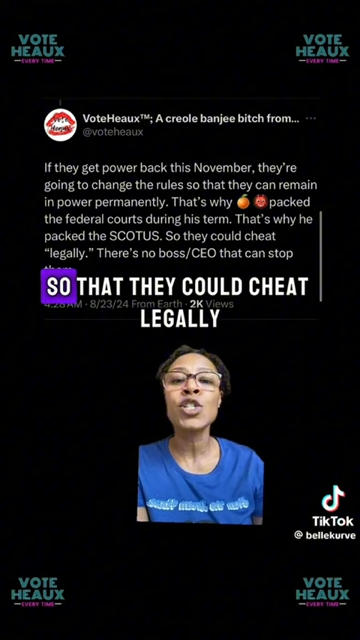 VOTE
HEAUX
EVERY TIME
VOTE
HEAUX
EVERY TIME
VoteHeaux™; A creole banjee bitch from...
@voteheaux
If they get power back this November, they're
going to change the rules so that they can remain
in power permanently. That's why 🍊👹 packed
the federal courts during his term. That's why he
packed the SCOTUS. So they could cheat
"legally." There's no boss/CEO that can stop
them.
4:28 AM · 8/23/24 From Earth · 2K Views
SO THAT THEY COULD CHEAT
LEGALLY
TikTok
@bellekurve
VOTE
HEAUX
EVERY TIME
VOTE
HEAUX
EVERY TIME